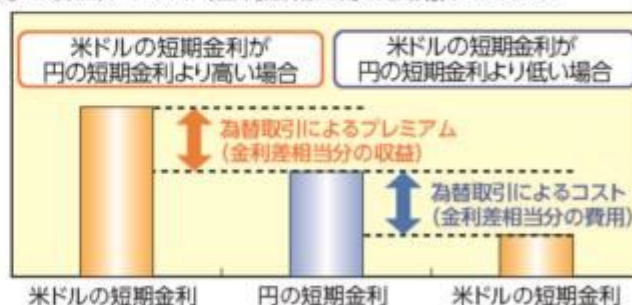 米ドルの短期金利が
円の短期金利より高い場合
米ドルの短期金利が
円の短期金利より低い場合
為替取引によるプレミアム
(金利差相当分の収益)
為替取引によるコスト
(金利差相当分の費用)
米ドルの短期金利
円の短期金利
米ドルの短期金利